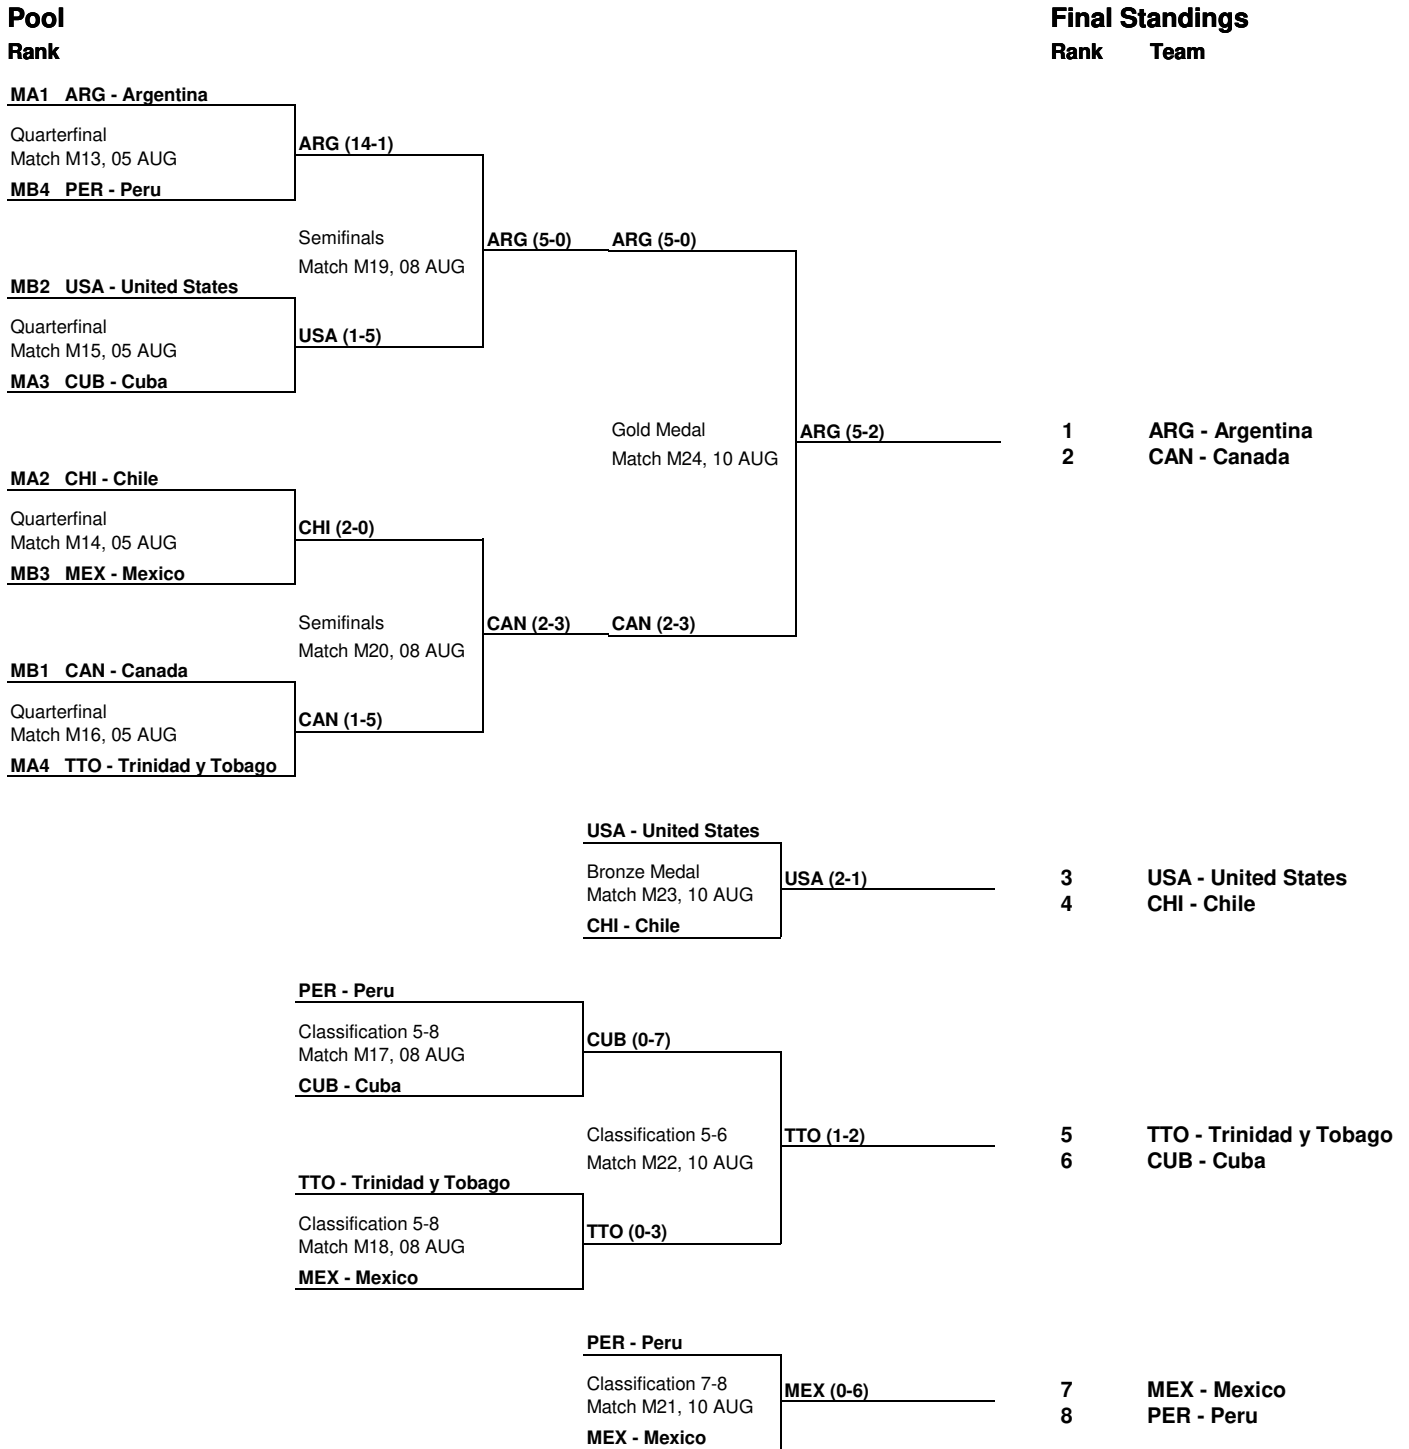 Pool
Final Standings
Rank
Rank Team
MA1 ARG - Argentina
Quarterfinal
Match M13, 05 AUG
ARG (14-1)
MB4 PER - Peru
Semifinals
Match M19, 08 AUG
ARG (5-0) ARG (5-0)
MB2 USA - United States
Quarterfinal
Match M15, 05 AUG
USA (1-5)
MA3 CUB - Cuba
Gold Medal
Match M24, 10 AUG
ARG (5-2)
1 ARG - Argentina
2 CAN - Canada
MA2 CHI - Chile
Quarterfinal
Match M14, 05 AUG
CHI (2-0)
MB3 MEX - Mexico
Semifinals
Match M20, 08 AUG
CAN (2-3) CAN (2-3)
MB1 CAN - Canada
Quarterfinal
Match M16, 05 AUG
CAN (1-5)
MA4 TTO - Trinidad y Tobago
USA - United States
Bronze Medal
Match M23, 10 AUG
USA (2-1)
CHI - Chile
3 USA - United States
4 CHI - Chile
PER - Peru
Classification 5-8
Match M17, 08 AUG
CUB (0-7)
CUB - Cuba
Classification 5-6
Match M22, 10 AUG
TTO (1-2)
5 TTO - Trinidad y Tobago
6 CUB - Cuba
TTO - Trinidad y Tobago
Classification 5-8
Match M18, 08 AUG
TTO (0-3)
MEX - Mexico
PER - Peru
Classification 7-8
Match M21, 10 AUG
MEX (0-6)
MEX - Mexico
7 MEX - Mexico
8 PER - Peru